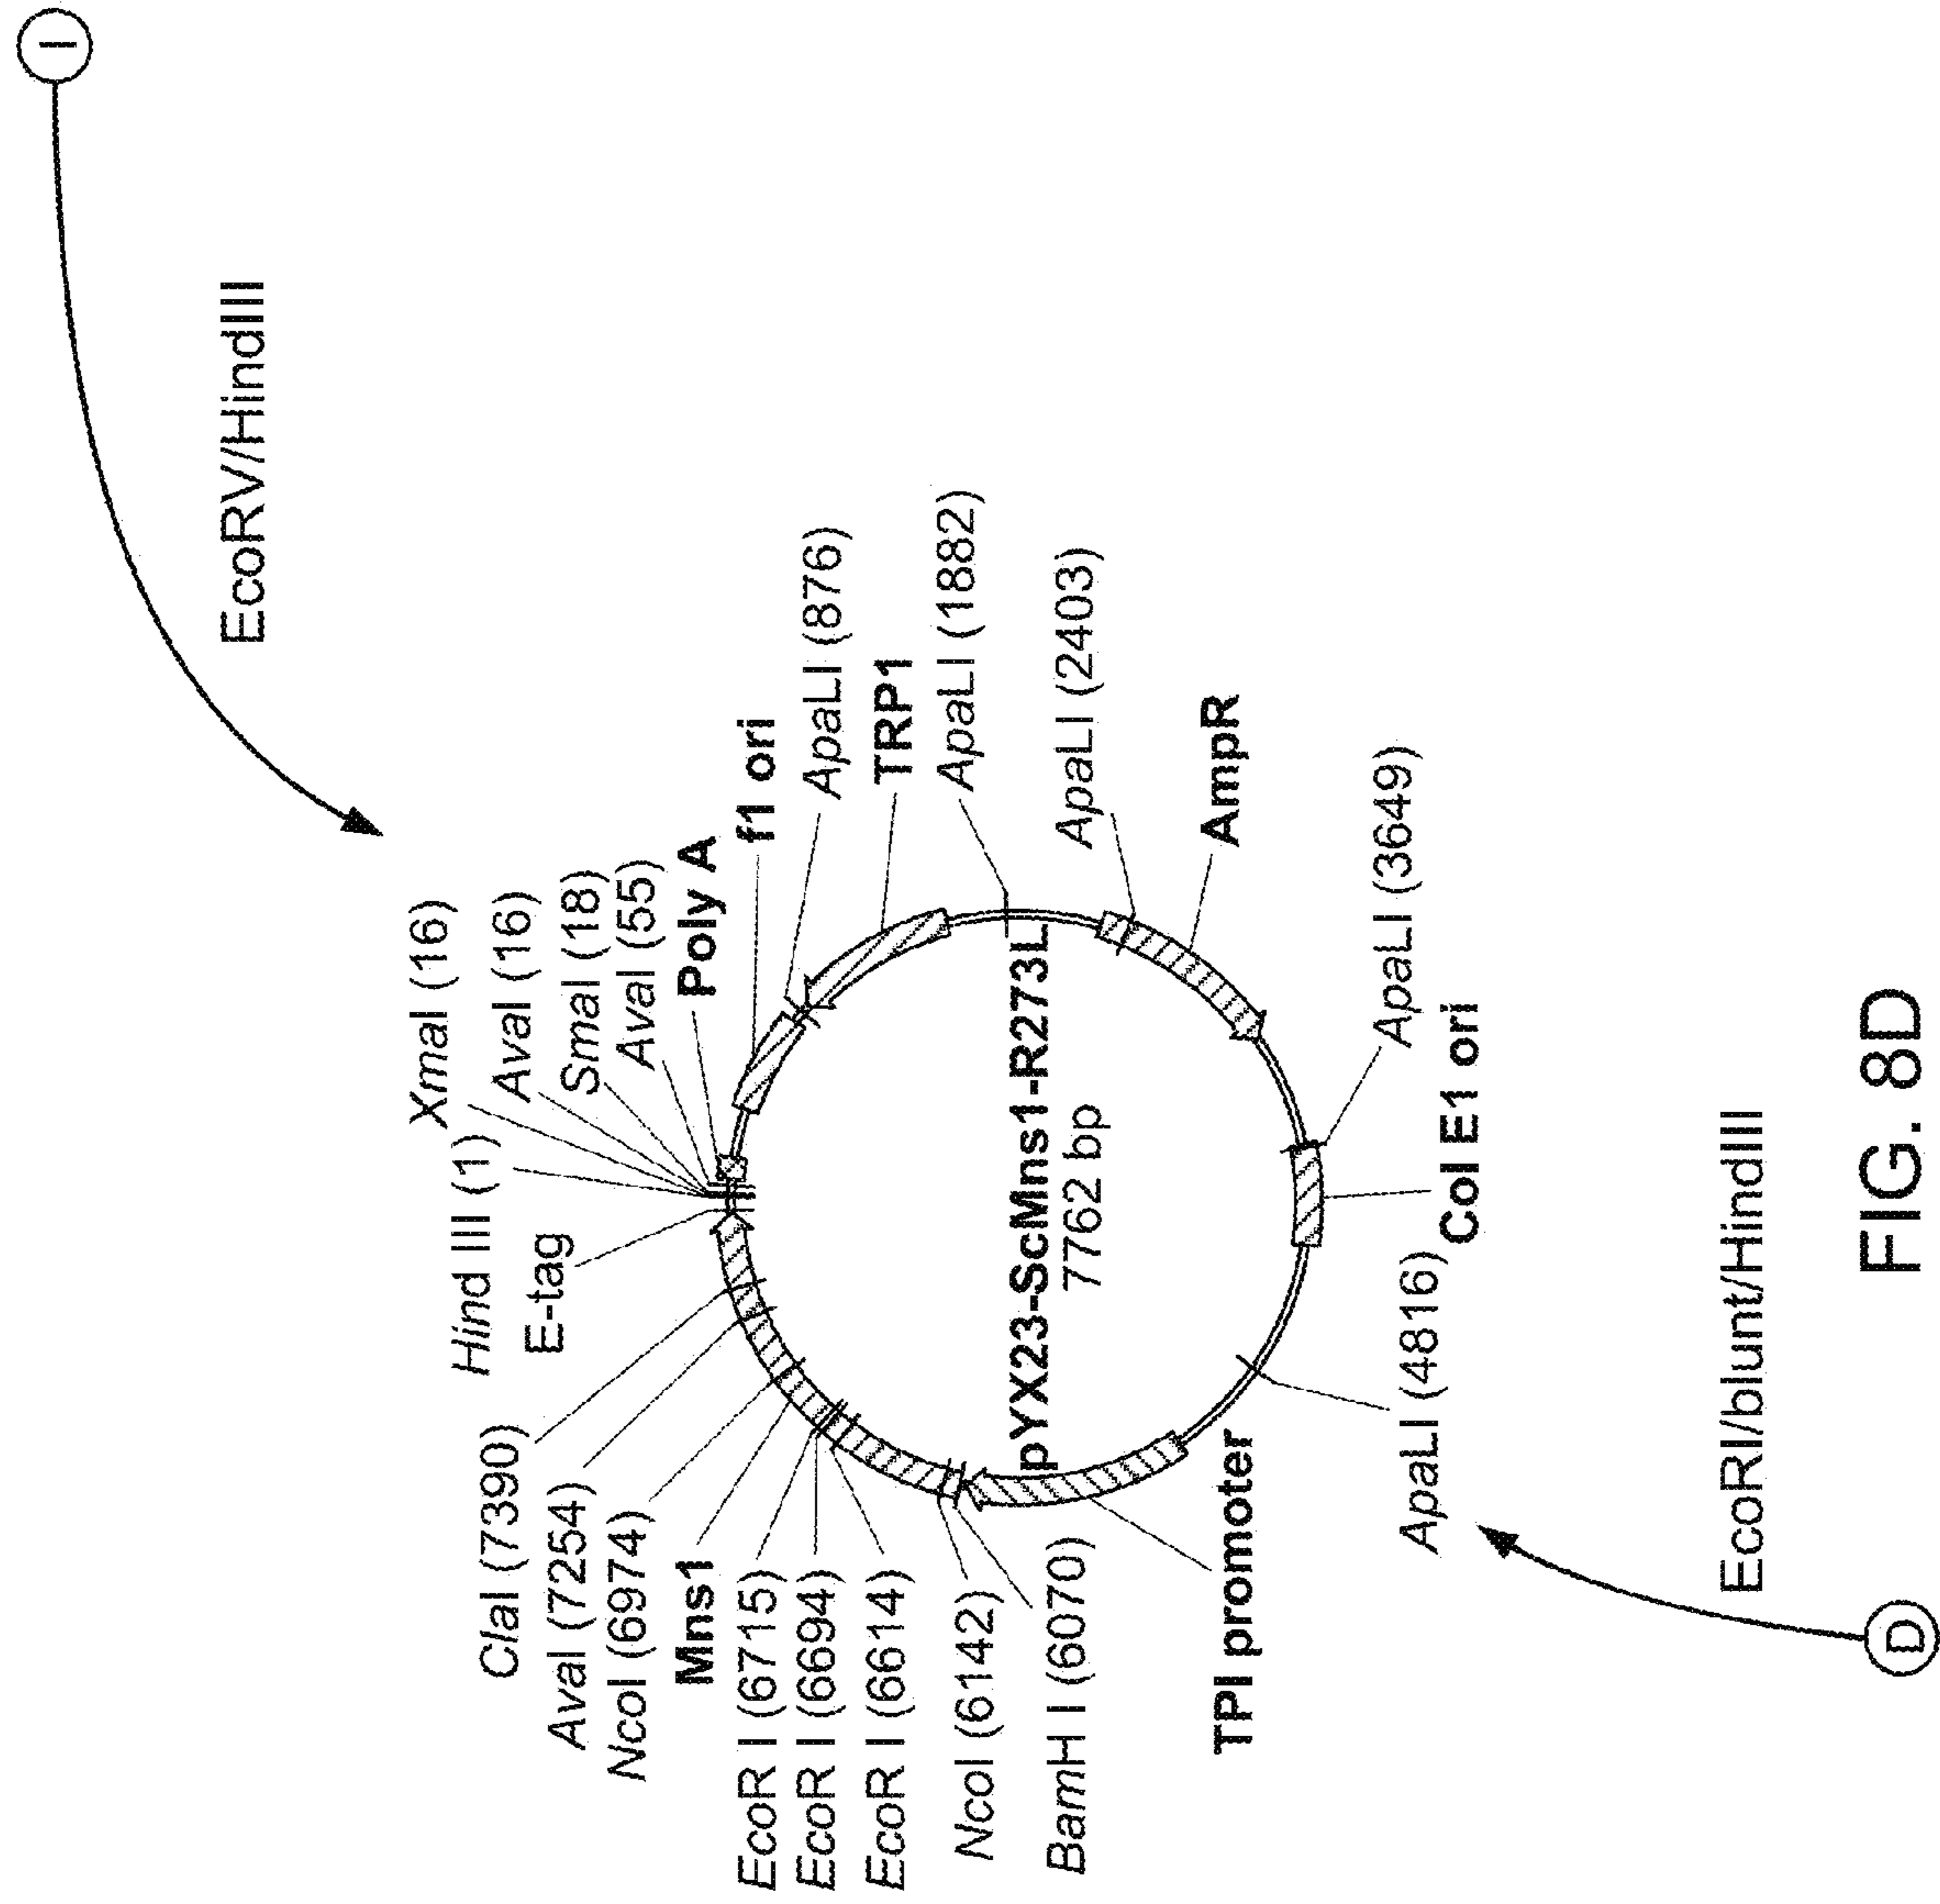 I
EcoRV/HindIII
XmaI (16)
AvaI (16)
SmaI (18)
AvaI (55)
Poly A
f1 ori
ApaLI (876)
TRP1
ApaLI (1882)
ApaLI (2403)
AmpR
ApaLI (3649)
Col E1 ori
ApaLI (4816)
TPI promoter
BamH I (6070)
NcoI (6142)
EcoR I (6614)
EcoR I (6694)
EcoR I (6715)
Mns1
NcoI (6974)
AvaI (7254)
ClaI (7390)
E-tag
Hind III (1)
pYX23-ScMns1-R273L
7762 bp
D
EcoRI/blunt/HindIII
FIG. 8D